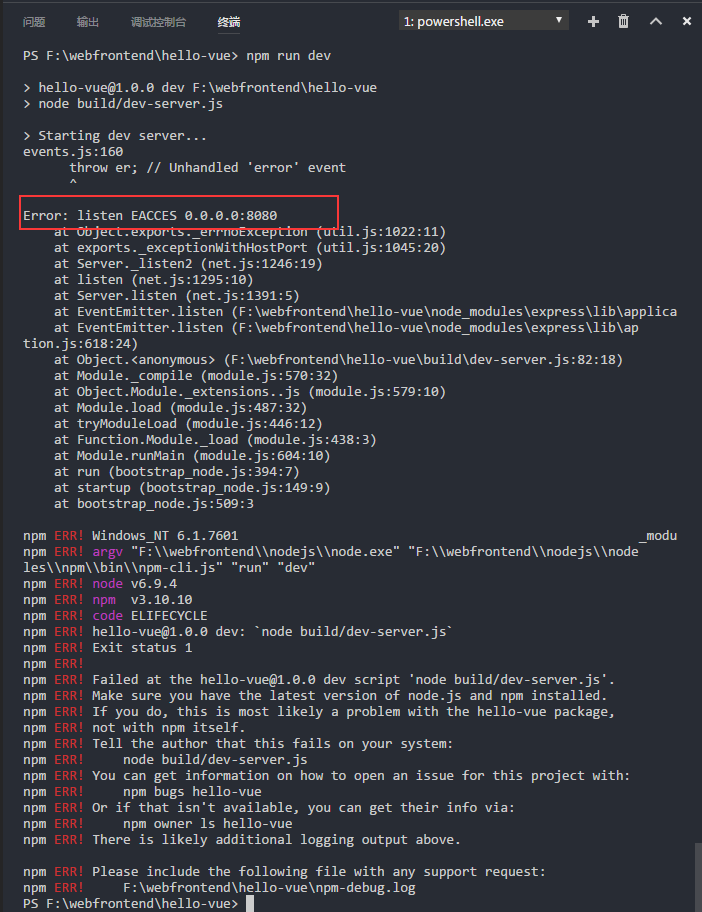 问题 输出 调试控制台 终端 1: powershell.exe
PS F:\webfrontend\hello-vue> npm run dev
> hello-vue@1.0.0 dev F:\webfrontend\hello-vue
> node build/dev-server.js
> Starting dev server...
events.js:160
throw er; // Unhandled 'error' event
^
Error: listen EACCES 0.0.0.0:8080
at Object.exports._errnoException (util.js:1022:11)
at exports._exceptionWithHostPort (util.js:1045:20)
at Server._listen2 (net.js:1246:19)
at listen (net.js:1295:10)
at Server.listen (net.js:1391:5)
at EventEmitter.listen (F:\webfrontend\hello-vue\node_modules\express\lib\applica
at EventEmitter.listen (F:\webfrontend\hello-vue\node_modules\express\lib\ap
tion.js:618:24)
at Object.<anonymous> (F:\webfrontend\hello-vue\build\dev-server.js:82:18)
at Module._compile (module.js:570:32)
at Object.Module._extensions..js (module.js:579:10)
at Module.load (module.js:487:32)
at tryModuleLoad (module.js:446:12)
at Function.Module._load (module.js:438:3)
at Module.runMain (module.js:604:10)
at run (bootstrap_node.js:394:7)
at startup (bootstrap_node.js:149:9)
at bootstrap_node.js:509:3
npm ERR! Windows_NT 6.1.7601 _modu
npm ERR! argv "F:\\webfrontend\\nodejs\\node.exe" "F:\\webfrontend\\nodejs\\node
les\\npm\\bin\\npm-cli.js" "run" "dev"
npm ERR! node v6.9.4
npm ERR! npm v3.10.10
npm ERR! code ELIFECYCLE
npm ERR! hello-vue@1.0.0 dev: `node build/dev-server.js`
npm ERR! Exit status 1
npm ERR!
npm ERR! Failed at the hello-vue@1.0.0 dev script 'node build/dev-server.js'.
npm ERR! Make sure you have the latest version of node.js and npm installed.
npm ERR! If you do, this is most likely a problem with the hello-vue package,
npm ERR! not with npm itself.
npm ERR! Tell the author that this fails on your system:
npm ERR! node build/dev-server.js
npm ERR! You can get information on how to open an issue for this project with:
npm ERR! npm bugs hello-vue
npm ERR! Or if that isn't available, you can get their info via:
npm ERR! npm owner ls hello-vue
npm ERR! There is likely additional logging output above.
npm ERR! Please include the following file with any support request:
npm ERR! F:\webfrontend\hello-vue\npm-debug.log
PS F:\webfrontend\hello-vue>